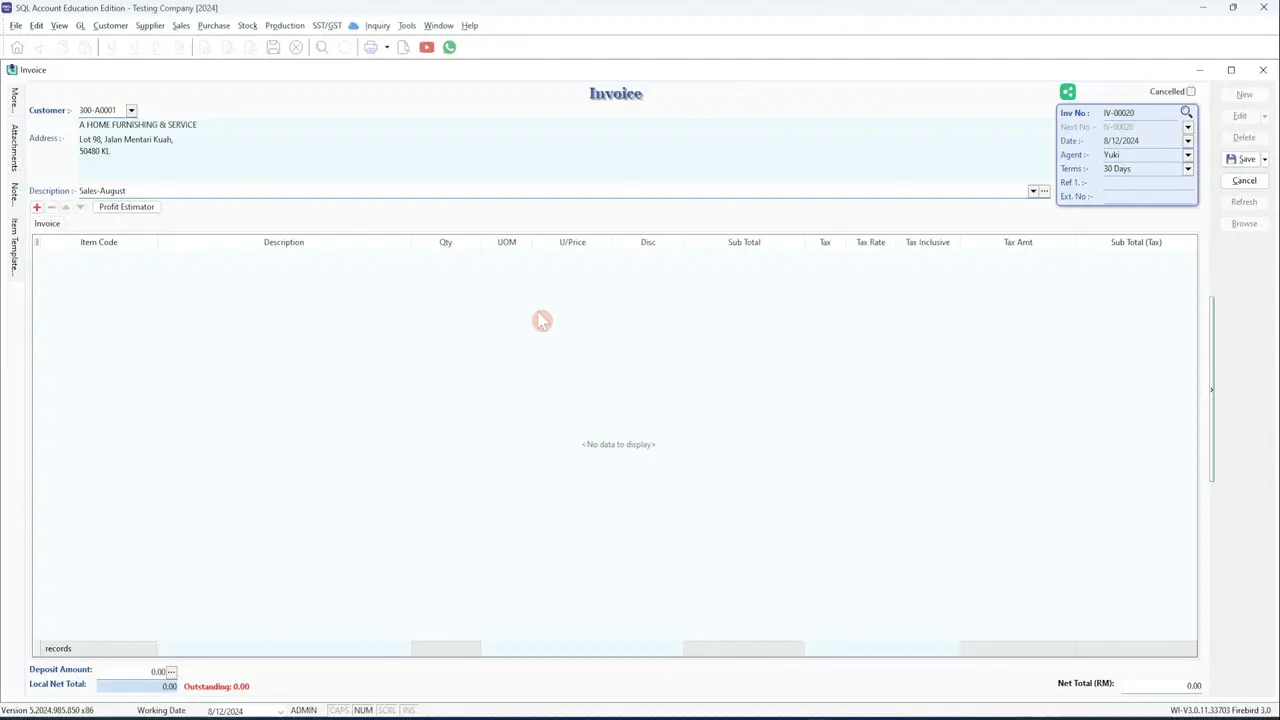 SQL Account Education Edition - Testing Company [2024]
File Edit View GL Customer Supplier Sales Purchase Stock Production SST/GST Inquiry Tools Window Help
Invoice
Invoice
Cancelled
More...
Attachments
Note...
Item Template...
Customer :- 300-A0001
A HOME FURNISHING & SERVICE
Address :- Lot 98, Jalan Mentari Kuah,
50480 KL
Description :- Sales-August
Inv No : IV-00020
Next No :- IV-00020
Date :- 8/12/2024
Agent :- Yuki
Terms :- 30 Days
Ref 1. :-
Ext. No :-
New
Edit
Delete
Save
Cancel
Refresh
Browse
Profit Estimator
Invoice
Item Code Description Qty UOM U/Price Disc Sub Total Tax Tax Rate Tax Inclusive Tax Amt Sub Total (Tax)
<No data to display>
records
Deposit Amount: 0.00
Local Net Total: 0.00 Outstanding: 0.00
Net Total (RM): 0.00
Version 5.2024.985.850 x86 Working Date 8/12/2024 ADMIN CAPS NUM SCRL INS WI-V3.0.11.33703 Firebird 3.0